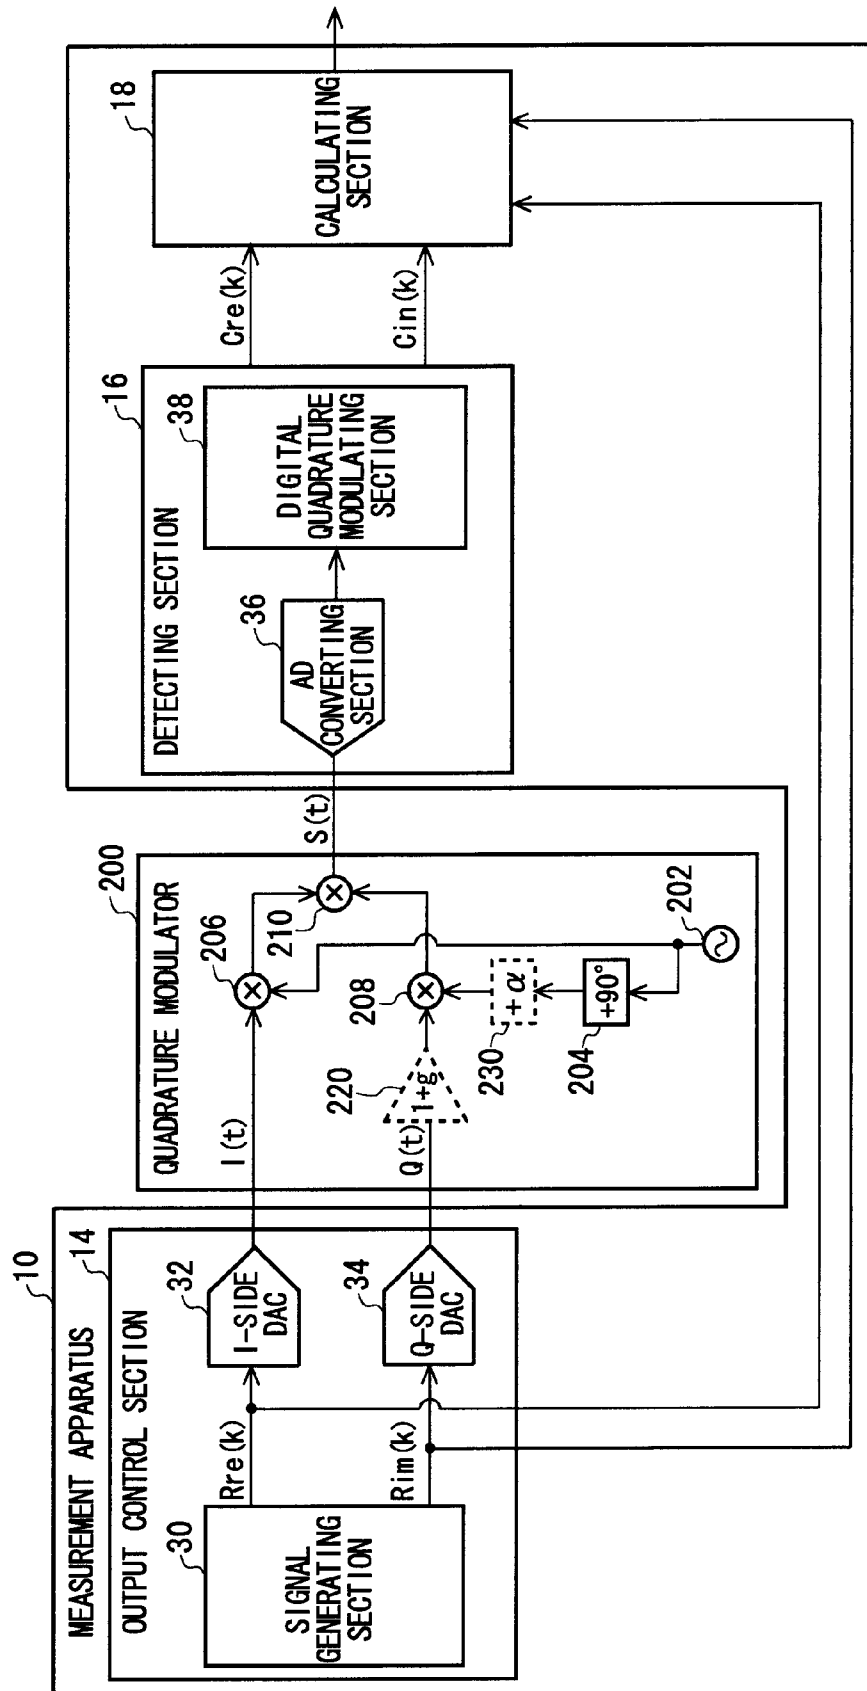 10
MEASUREMENT APPARATUS
14
OUTPUT CONTROL SECTION
30
SIGNAL
GENERATING
SECTION
Rre(k)
Rim(k)
32
I-SIDE
DAC
34
Q-SIDE
DAC
I(t)
Q(t)
200
QUADRATURE MODULATOR
206
210
208
220
1+g
230
+α
204
+90°
202
S(t)
16
DETECTING SECTION
36
AD
CONVERTING
SECTION
38
DIGITAL
QUADRATURE
MODULATING
SECTION
Cre(k)
Cin(k)
18
CALCULATING
SECTION